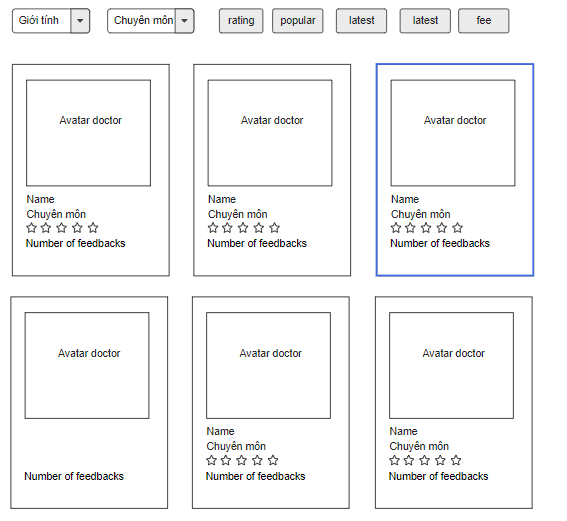 Giới tính Chuyên môn rating popular latest latest fee
Avatar doctor Avatar doctor Avatar doctor
Name Name Name
Chuyên môn Chuyên môn Chuyên môn
Number of feedbacks Number of feedbacks Number of feedbacks
Avatar doctor Avatar doctor Avatar doctor
Name Name
Chuyên môn Chuyên môn
Number of feedbacks Number of feedbacks Number of feedbacks